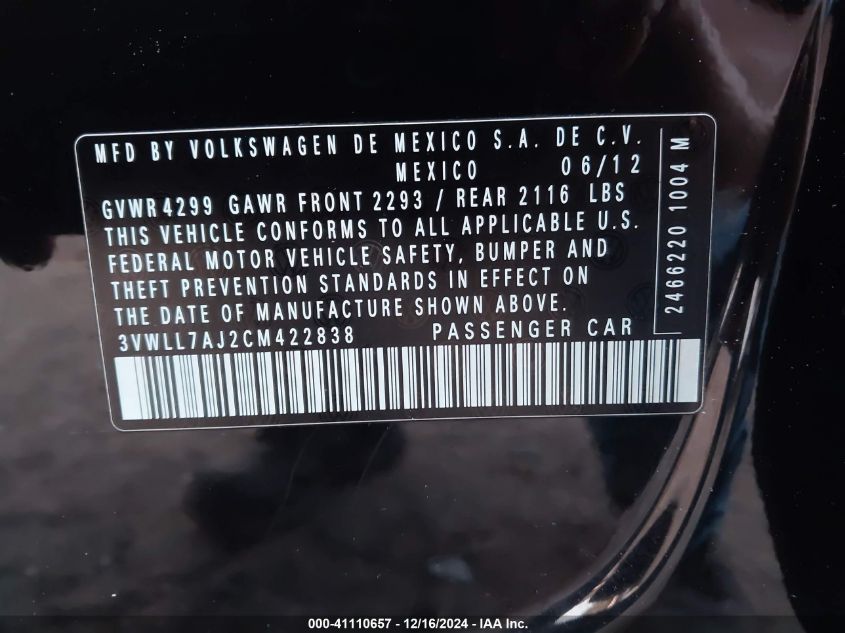 MFD BY VOLKSWAGEN DE MEXICO S.A. DE C.V.
MEXICO 06/12
GVWR 4299 GAWR FRONT 2293 / REAR 2116 LBS
THIS VEHICLE CONFORMS TO ALL APPLICABLE U.S.
FEDERAL MOTOR VEHICLE SAFETY, BUMPER AND
THEFT PREVENTION STANDARDS IN EFFECT ON
THE DATE OF MANUFACTURE SHOWN ABOVE.
3VWLL7AJ2CM422838 PASSENGER CAR
2466220 1004 M
000-41110657 - 12/16/2024 - IAA Inc.